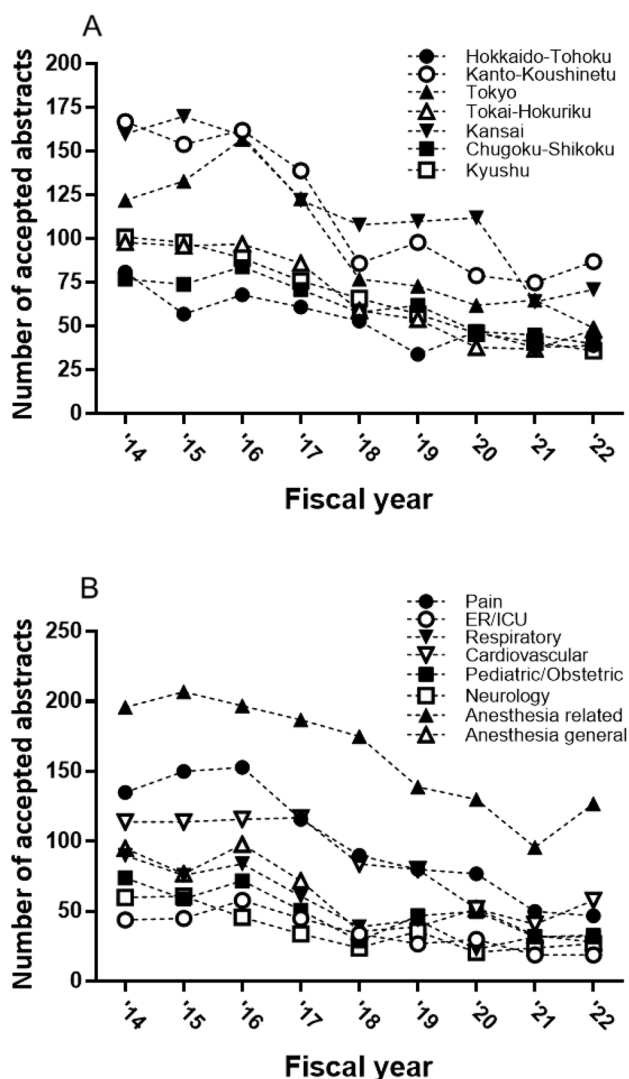 A
Number of accepted abstracts
200
175
150
125
100
75
50
25
0
Hokkaido-Tohoku
Kanto-Koushinetu
Tokyo
Tokai-Hokuriku
Kansai
Chugoku-Shikoku
Kyushu
'14 '15 '16 '17 '18 '19 '20 '21 '22
Fiscal year
B
Number of accepted abstracts
250
200
150
100
50
0
Pain
ER/ICU
Respiratory
Cardiovascular
Pediatric/Obstetric
Neurology
Anesthesia related
Anesthesia general
'14 '15 '16 '17 '18 '19 '20 '21 '22
Fiscal year